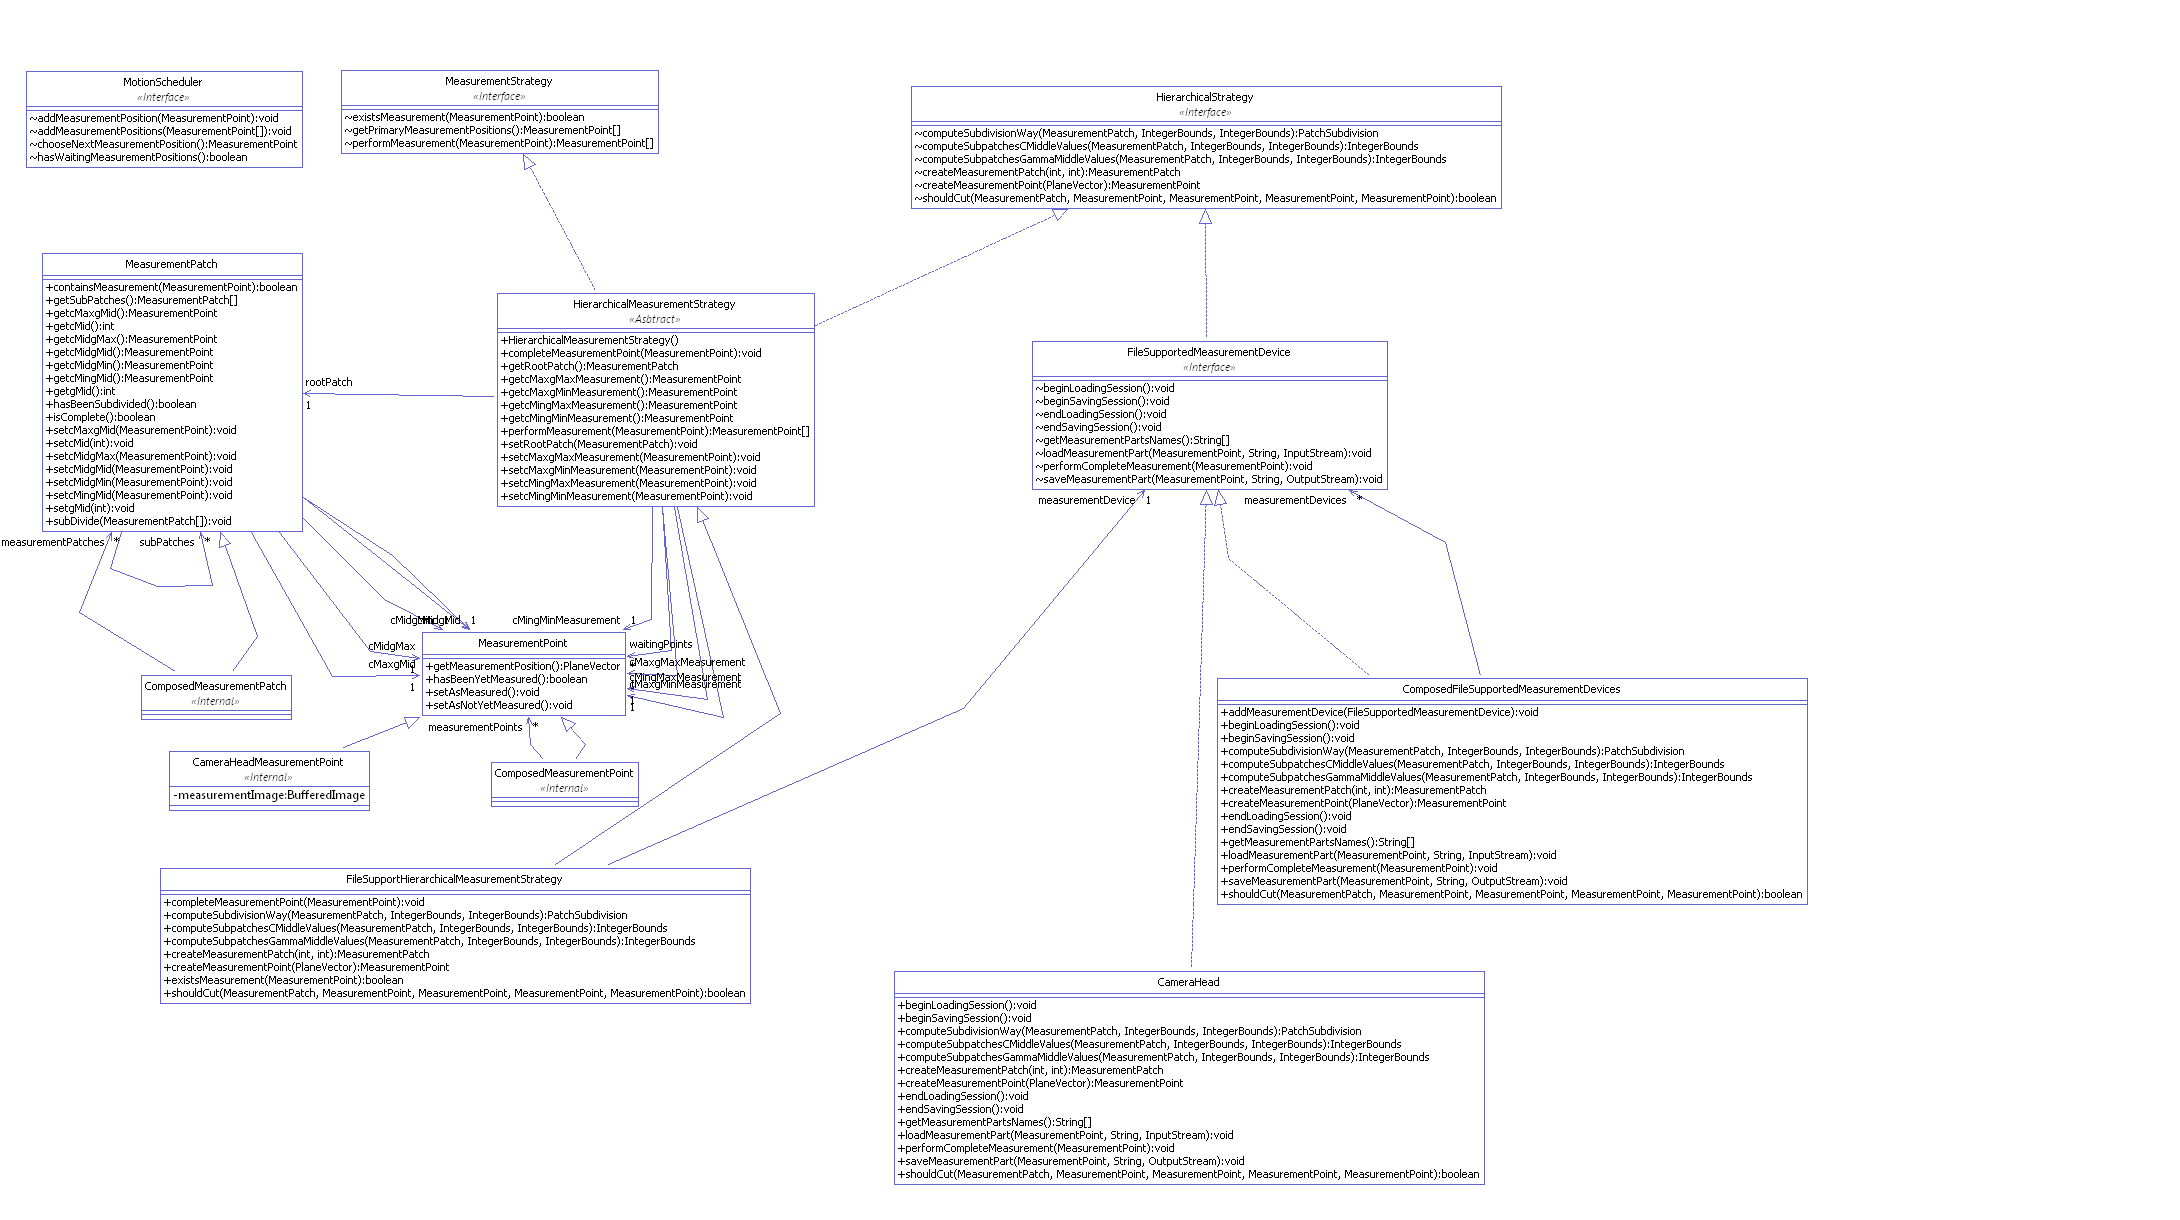 MotionScheduler
«Interface»
~addMeasurementPosition(MeasurementPoint):void
~addMeasurementPositions(MeasurementPoint[]):void
~chooseNextMeasurementPosition():MeasurementPoint
~hasWaitingMeasurementPositions():boolean
MeasurementStrategy
«Interface»
~existsMeasurement(MeasurementPoint):boolean
~getPrimaryMeasurementPositions():MeasurementPoint[]
~performMeasurement(MeasurementPoint):MeasurementPoint[]
HierarchicalStrategy
«Interface»
~computeSubdivisionWay(MeasurementPatch, IntegerBounds, IntegerBounds):PatchSubdivision
~computeSubpatchesCMiddleValues(MeasurementPatch, IntegerBounds, IntegerBounds):IntegerBounds
~computeSubpatchesGammaMiddleValues(MeasurementPatch, IntegerBounds, IntegerBounds):IntegerBounds
~createMeasurementPatch(int, int):MeasurementPatch
~createMeasurementPoint(PlaneVector):MeasurementPoint
~shouldCut(MeasurementPatch, MeasurementPoint, MeasurementPoint, MeasurementPoint, MeasurementPoint):boolean
MeasurementPatch
+containsMeasurement(MeasurementPoint):boolean
+getSubPatches():MeasurementPatch[]
+getcMaxgMid():MeasurementPoint
+getcMid():int
+getcMidgMax():MeasurementPoint
+getcMidgMid():MeasurementPoint
+getcMidgMin():MeasurementPoint
+getcMingMid():MeasurementPoint
+getgMid():int
+hasBeenSubdivided():boolean
+isComplete():boolean
+setcMaxgMid(MeasurementPoint):void
+setcMid(int):void
+setcMidgMax(MeasurementPoint):void
+setcMidgMid(MeasurementPoint):void
+setcMidgMin(MeasurementPoint):void
+setcMingMid(MeasurementPoint):void
+setgMid(int):void
+subDivide(MeasurementPatch[]):void
rootPatch
1
HierarchicalMeasurementStrategy
«Asbtract»
+HierarchicalMeasurementStrategy()
+completeMeasurementPoint(MeasurementPoint):void
+getRootPatch():MeasurementPatch
+getcMaxgMaxMeasurement():MeasurementPoint
+getcMaxgMinMeasurement():MeasurementPoint
+getcMingMaxMeasurement():MeasurementPoint
+getcMingMinMeasurement():MeasurementPoint
+performMeasurement(MeasurementPoint):MeasurementPoint[]
+setRootPatch(MeasurementPatch):void
+setcMaxgMaxMeasurement(MeasurementPoint):void
+setcMaxgMinMeasurement(MeasurementPoint):void
+setcMingMaxMeasurement(MeasurementPoint):void
+setcMingMinMeasurement(MeasurementPoint):void
FileSupportedMeasurementDevice
«Interface»
~beginLoadingSession():void
~beginSavingSession():void
~endLoadingSession():void
~endSavingSession():void
~getMeasurementPartsNames():String[]
~loadMeasurementPart(MeasurementPoint, String, InputStream):void
~performCompleteMeasurement(MeasurementPoint):void
~saveMeasurementPart(MeasurementPoint, String, OutputStream):void
measurementDevice 1
measurementDevices *
measurementPatches *
subPatches *
1
cMingMinMeasurement 1
cMidgMax
cMaxgMid
1
1
waitingPoints
cMaxgMaxMeasurement
cMingMaxMeasurement
cMaxgMinMeasurement
1
MeasurementPoint
+getMeasurementPosition():PlaneVector
+hasBeenYetMeasured():boolean
+setAsMeasured():void
+setAsNotYetMeasured():void
measurementPoints *
ComposedMeasurementPatch
«Internal»
CameraHeadMeasurementPoint
«Internal»
-measurementImage:BufferedImage
ComposedMeasurementPoint
«Internal»
ComposedFileSupportedMeasurementDevices
+addMeasurementDevice(FileSupportedMeasurementDevice):void
+beginLoadingSession():void
+beginSavingSession():void
+computeSubdivisionWay(MeasurementPatch, IntegerBounds, IntegerBounds):PatchSubdivision
+computeSubpatchesCMiddleValues(MeasurementPatch, IntegerBounds, IntegerBounds):IntegerBounds
+computeSubpatchesGammaMiddleValues(MeasurementPatch, IntegerBounds, IntegerBounds):IntegerBounds
+createMeasurementPatch(int, int):MeasurementPatch
+createMeasurementPoint(PlaneVector):MeasurementPoint
+endLoadingSession():void
+endSavingSession():void
+getMeasurementPartsNames():String[]
+loadMeasurementPart(MeasurementPoint, String, InputStream):void
+performCompleteMeasurement(MeasurementPoint):void
+saveMeasurementPart(MeasurementPoint, String, OutputStream):void
+shouldCut(MeasurementPatch, MeasurementPoint, MeasurementPoint, MeasurementPoint, MeasurementPoint):boolean
FileSupportHierarchicalMeasurementStrategy
+completeMeasurementPoint(MeasurementPoint):void
+computeSubdivisionWay(MeasurementPatch, IntegerBounds, IntegerBounds):PatchSubdivision
+computeSubpatchesCMiddleValues(MeasurementPatch, IntegerBounds, IntegerBounds):IntegerBounds
+computeSubpatchesGammaMiddleValues(MeasurementPatch, IntegerBounds, IntegerBounds):IntegerBounds
+createMeasurementPatch(int, int):MeasurementPatch
+createMeasurementPoint(PlaneVector):MeasurementPoint
+existsMeasurement(MeasurementPoint):boolean
+shouldCut(MeasurementPatch, MeasurementPoint, MeasurementPoint, MeasurementPoint, MeasurementPoint):boolean
CameraHead
+beginLoadingSession():void
+beginSavingSession():void
+computeSubdivisionWay(MeasurementPatch, IntegerBounds, IntegerBounds):PatchSubdivision
+computeSubpatchesCMiddleValues(MeasurementPatch, IntegerBounds, IntegerBounds):IntegerBounds
+computeSubpatchesGammaMiddleValues(MeasurementPatch, IntegerBounds, IntegerBounds):IntegerBounds
+createMeasurementPatch(int, int):MeasurementPatch
+createMeasurementPoint(PlaneVector):MeasurementPoint
+endLoadingSession():void
+endSavingSession():void
+getMeasurementPartsNames():String[]
+loadMeasurementPart(MeasurementPoint, String, InputStream):void
+performCompleteMeasurement(MeasurementPoint):void
+saveMeasurementPart(MeasurementPoint, String, OutputStream):void
+shouldCut(MeasurementPatch, MeasurementPoint, MeasurementPoint, MeasurementPoint, MeasurementPoint):boolean